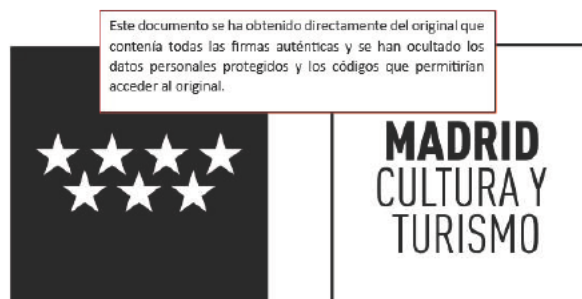 Este documento se ha obtenido directamente del original que
contenía todas las firmas auténticas y se han ocultado los
datos personales protegidos y los códigos que permitirían
acceder al original.
MADRID
CULTURA Y
TURISMO